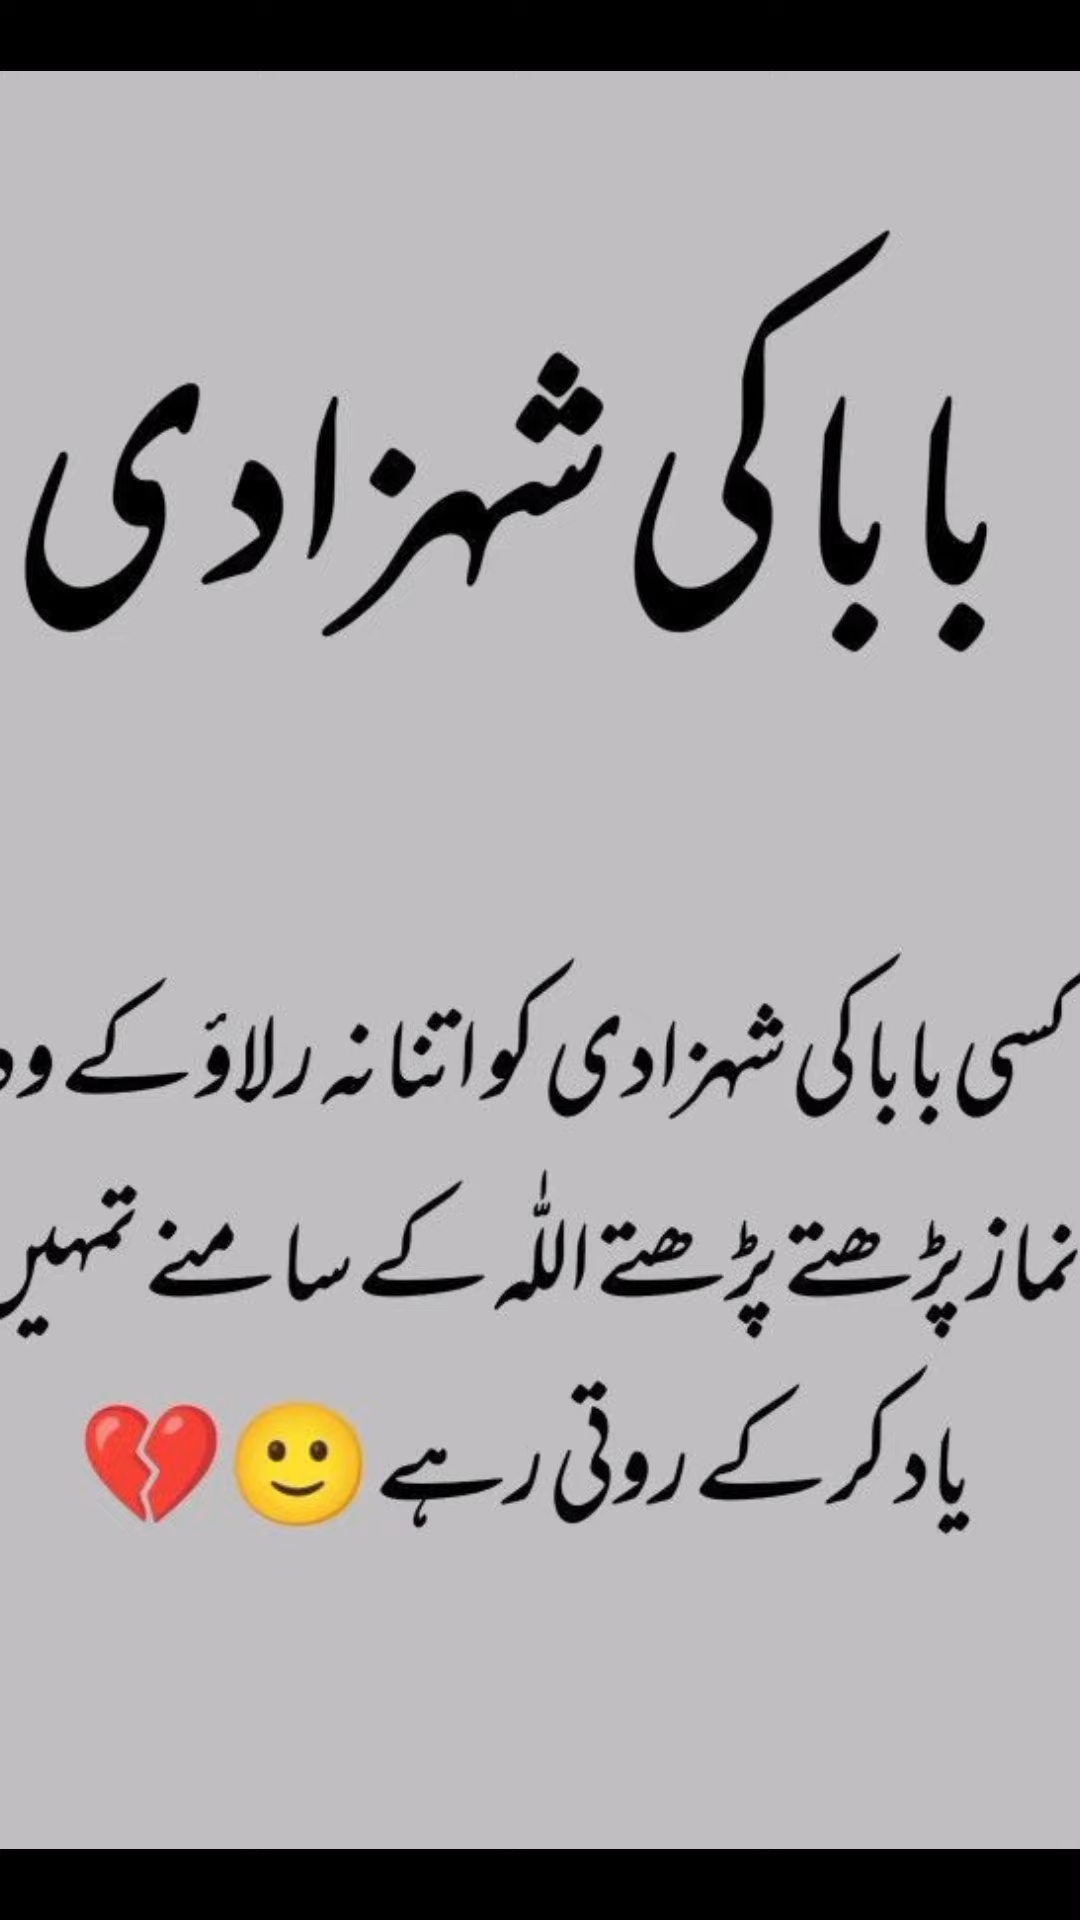 بابا کی شہزادی
کسی بابا کی شہزادی کو اتنا نہ رلاؤ کے وہ
نماز پڑھتے پڑھتے اللہ کے سامنے تمہیں
یاد کر کے روتی رہے 🙂💔